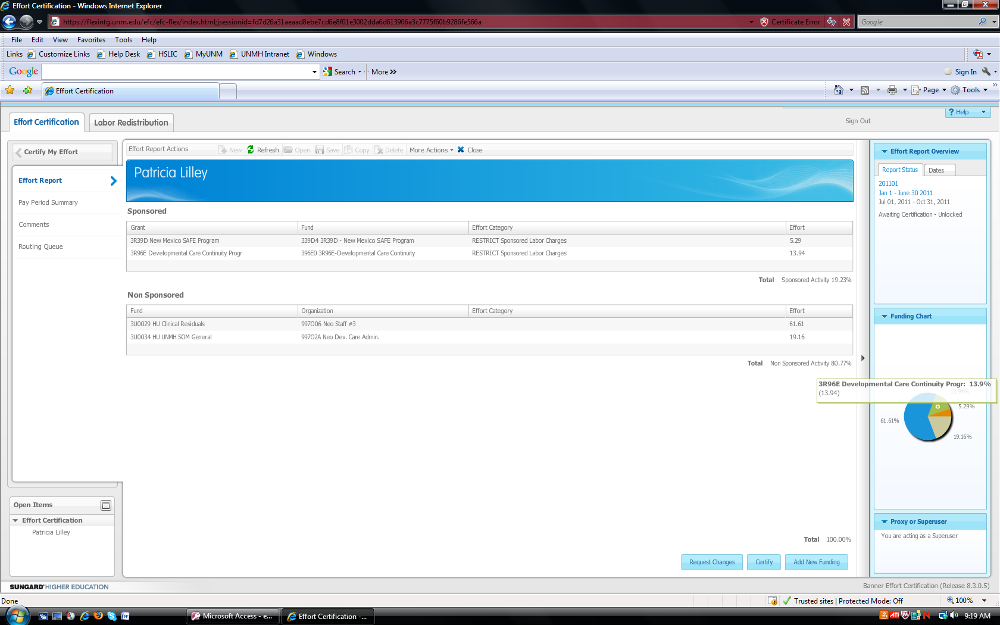 Effort Certification - Windows Internet Explorer
https://flexintg.unm.edu/efc/efc-flex/index.html;jsessionid=fd7d26a31aeaad8ebe7cd6e8f01e3002dda6d613906a3c7775f60b9286fe566a
Certificate Error
Google
File Edit View Favorites Tools Help
Links Customize Links Help Desk HSLIC MyUNM UNMH Intranet Windows
Google Search More >> Sign In
Effort Certification Page Tools
Help
Effort Certification Labor Redistribution
Sign Out
Certify My Effort
Effort Report
Pay Period Summary
Comments
Routing Queue
Effort Report Actions New Refresh Open Save Copy Delete More Actions Close
Patricia Lilley
Sponsored
Grant Fund Effort Category Effort
3R39D New Mexico SAFE Program 339D4 3R39D - New Mexico SAFE Program RESTRICT Sponsored Labor Charges 5.29
3R96E Developmental Care Continuity Progr 396E0 3R96E-Developmental Care Continuity RESTRICT Sponsored Labor Charges 13.94
Total Sponsored Activity 19.23%
Non Sponsored
Fund Organization Effort Category Effort
3U0029 HU Clinical Residuals 997O06 Neo Staff #3 61.61
3U0034 HU UNMH SOM General 997O2A Neo Dev. Care Admin. 19.16
Total Non Sponsored Activity 80.77%
Total 100.00%
Request Changes Certify Add New Funding
Effort Report Overview
Report Status Dates
201101
Jan 1 - June 30 2011
Jul 01, 2011 - Oct 31, 2011
Awaiting Certification - Unlocked
Funding Chart
3R96E Developmental Care Continuity Progr: 13.9%
(13.94)
13.94%
5.29%
61.61%
19.16%
Proxy or Superuser
You are acting as a Superuser
Open Items
Effort Certification
Patricia Lilley
SUNGARD HIGHER EDUCATION
Banner Effort Certification (Release 8.3.0.5)
Done
Trusted sites | Protected Mode: Off
100%
Microsoft Access - e...
Effort Certification -...
9:19 AM